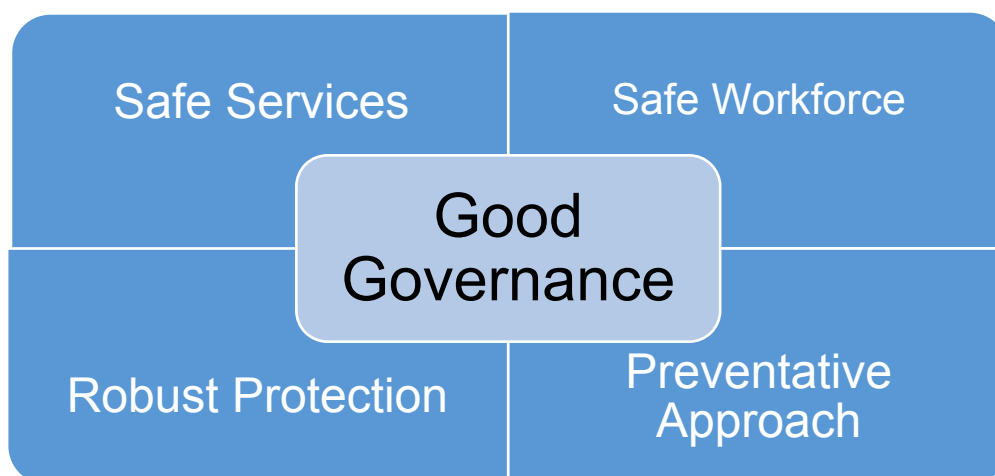 Safe Services
Safe Workforce
Good
Governance
Robust Protection
Preventative
Approach